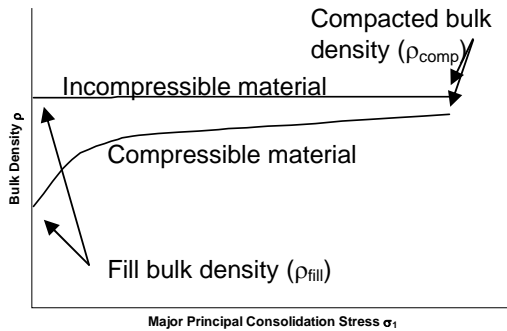 Compacted bulk
density (ρcomp)
Incompressible material
Compressible material
Fill bulk density (ρfill)
Bulk Density ρ
Major Principal Consolidation Stress σ1